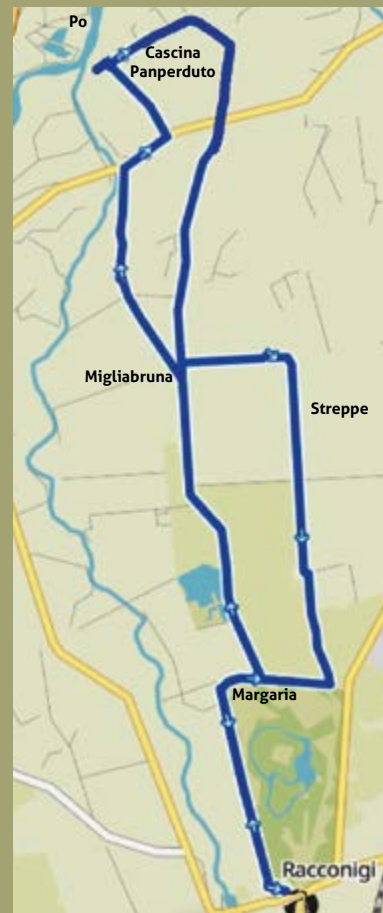 Po
Cascina
Panperduto
Migliabruna
Streppe
Margaria
Racconigi